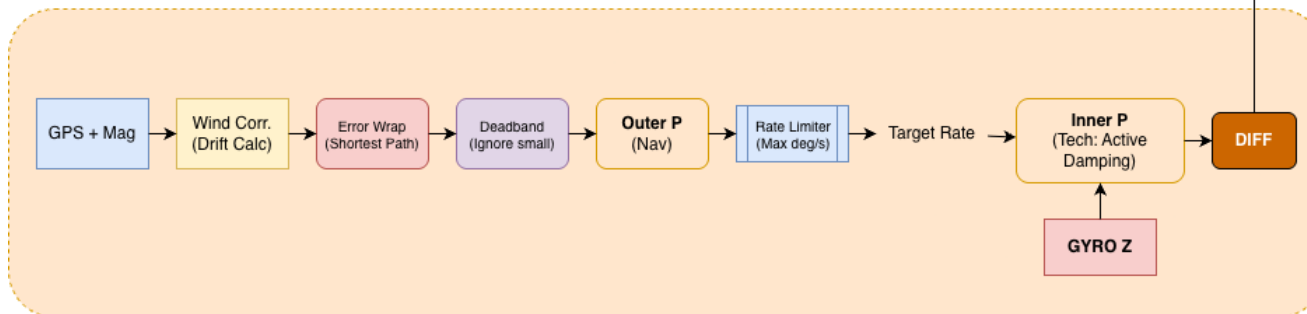 GPS + Mag
Wind Corr.
(Drift Calc)
Error Wrap
(Shortest Path)
Deadband
(Ignore small)
Outer P
(Nav)
Rate Limiter
(Max deg/s)
Target Rate
Inner P
(Tech: Active
Damping)
DIFF
GYRO Z